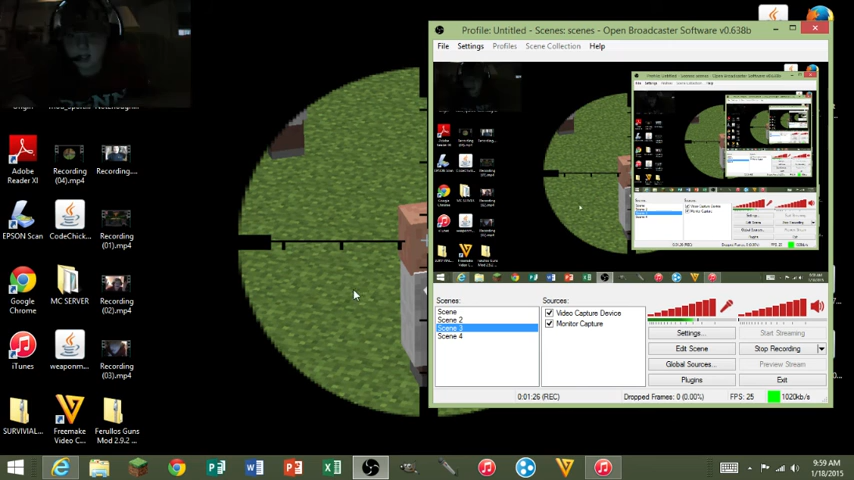 Profile: Untitled - Scenes: scenes - Open Broadcaster Software v0.638b
File Settings Profiles Scene Collection Help
Origin
Adobe Reader XI
Recording (04).mp4
Recording....
EPSON Scan
CodeChick...
Recording (01).mp4
Google Chrome
MC SERVER
Recording (02).mp4
iTunes
weaponm...
Recording (03).mp4
SURVIVIAL...
Freemake Video C...
Ferullos Guns Mod 2.9.2 ...
Scenes:
Scene
Scene 2
Scene 3
Scene 4
Sources:
Video Capture Device
Monitor Capture
Settings...
Start Streaming
Edit Scene
Stop Recording
Global Sources...
Preview Stream
Plugins
Exit
0:01:26 (REC)
Dropped Frames: 0 (0.00%)
FPS: 25
1020kb/s
9:59 AM
1/18/2015